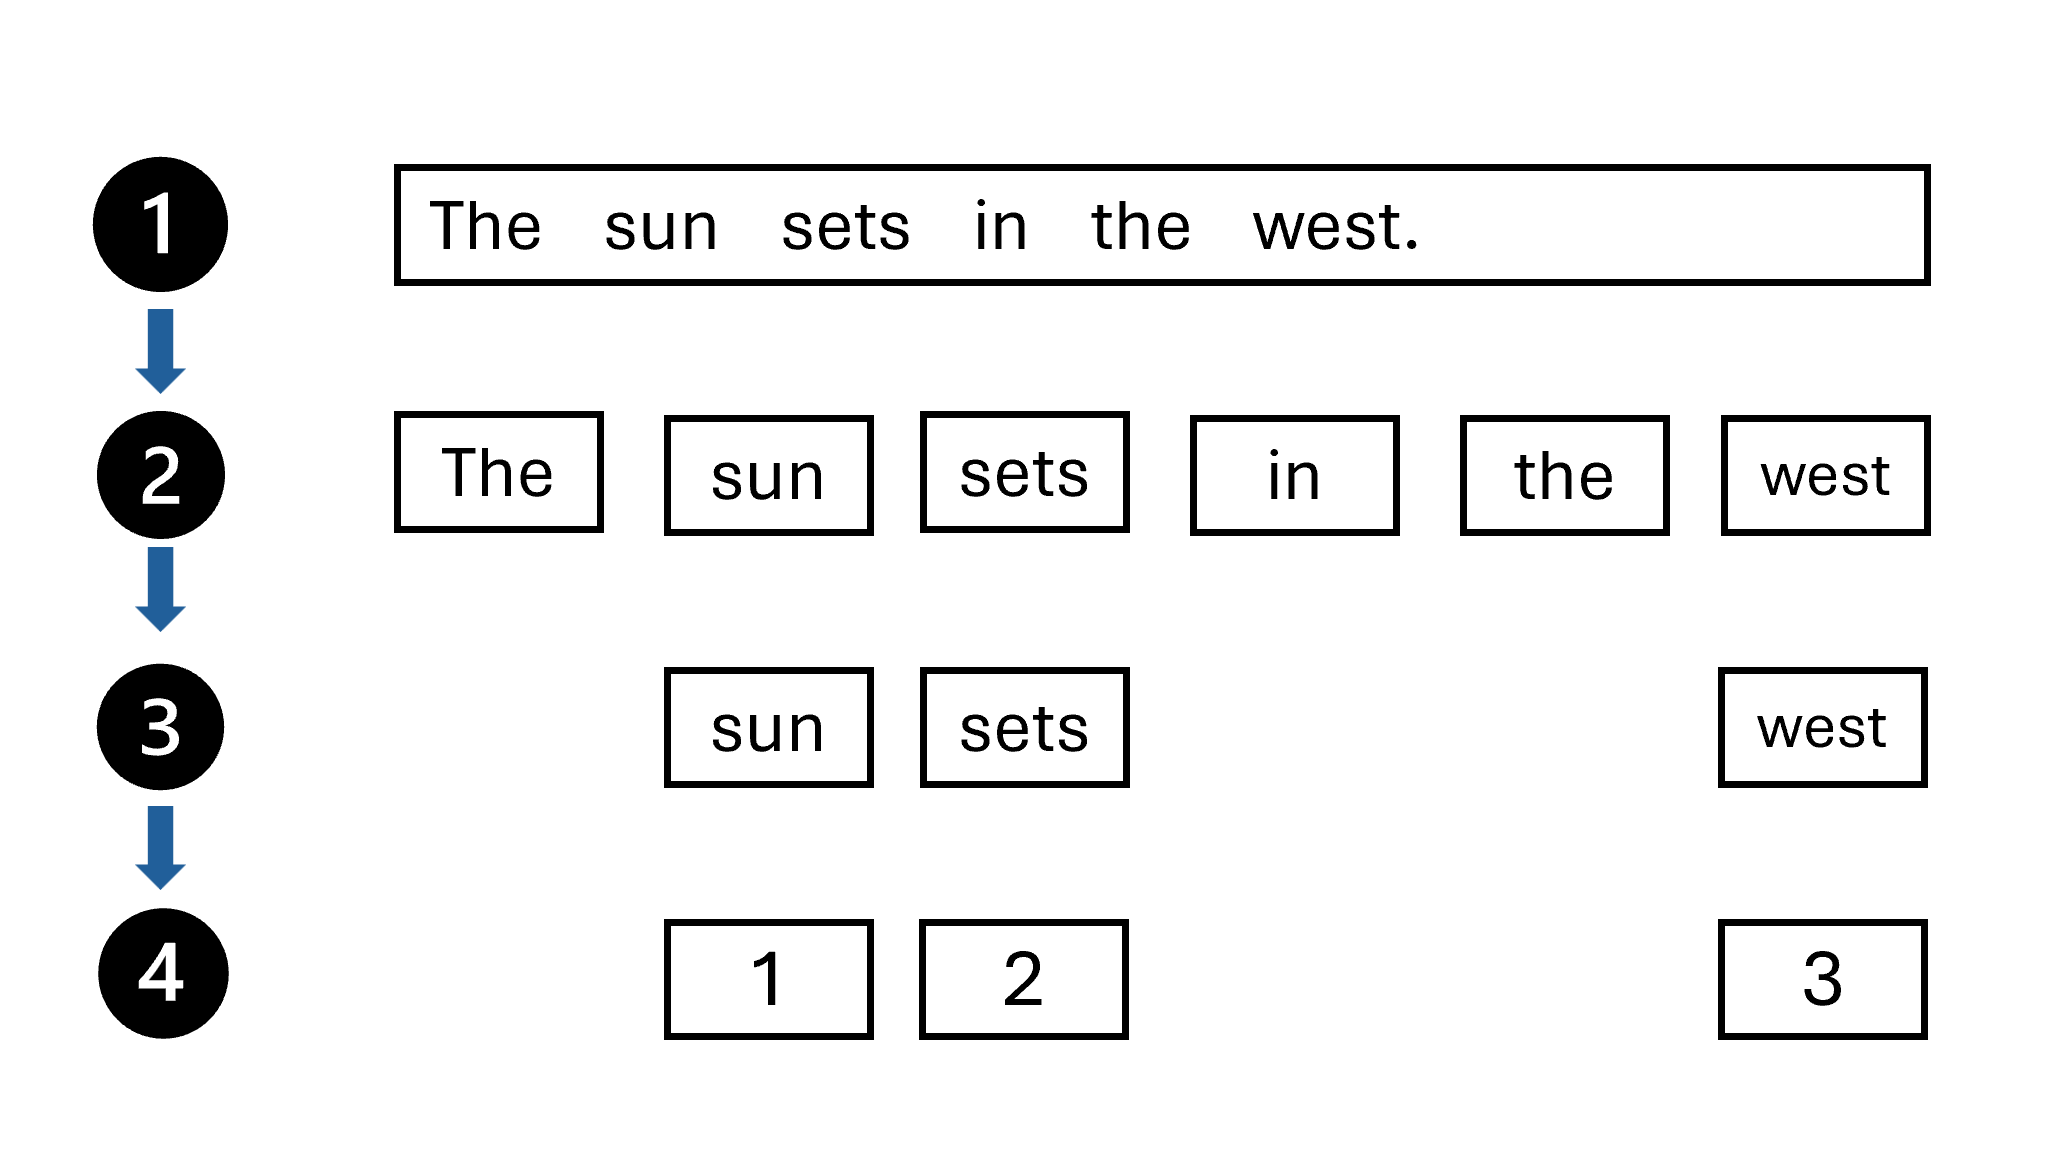 1 The sun sets in the west.
2 The sun sets in the west
3 sun sets west
4 1 2 3